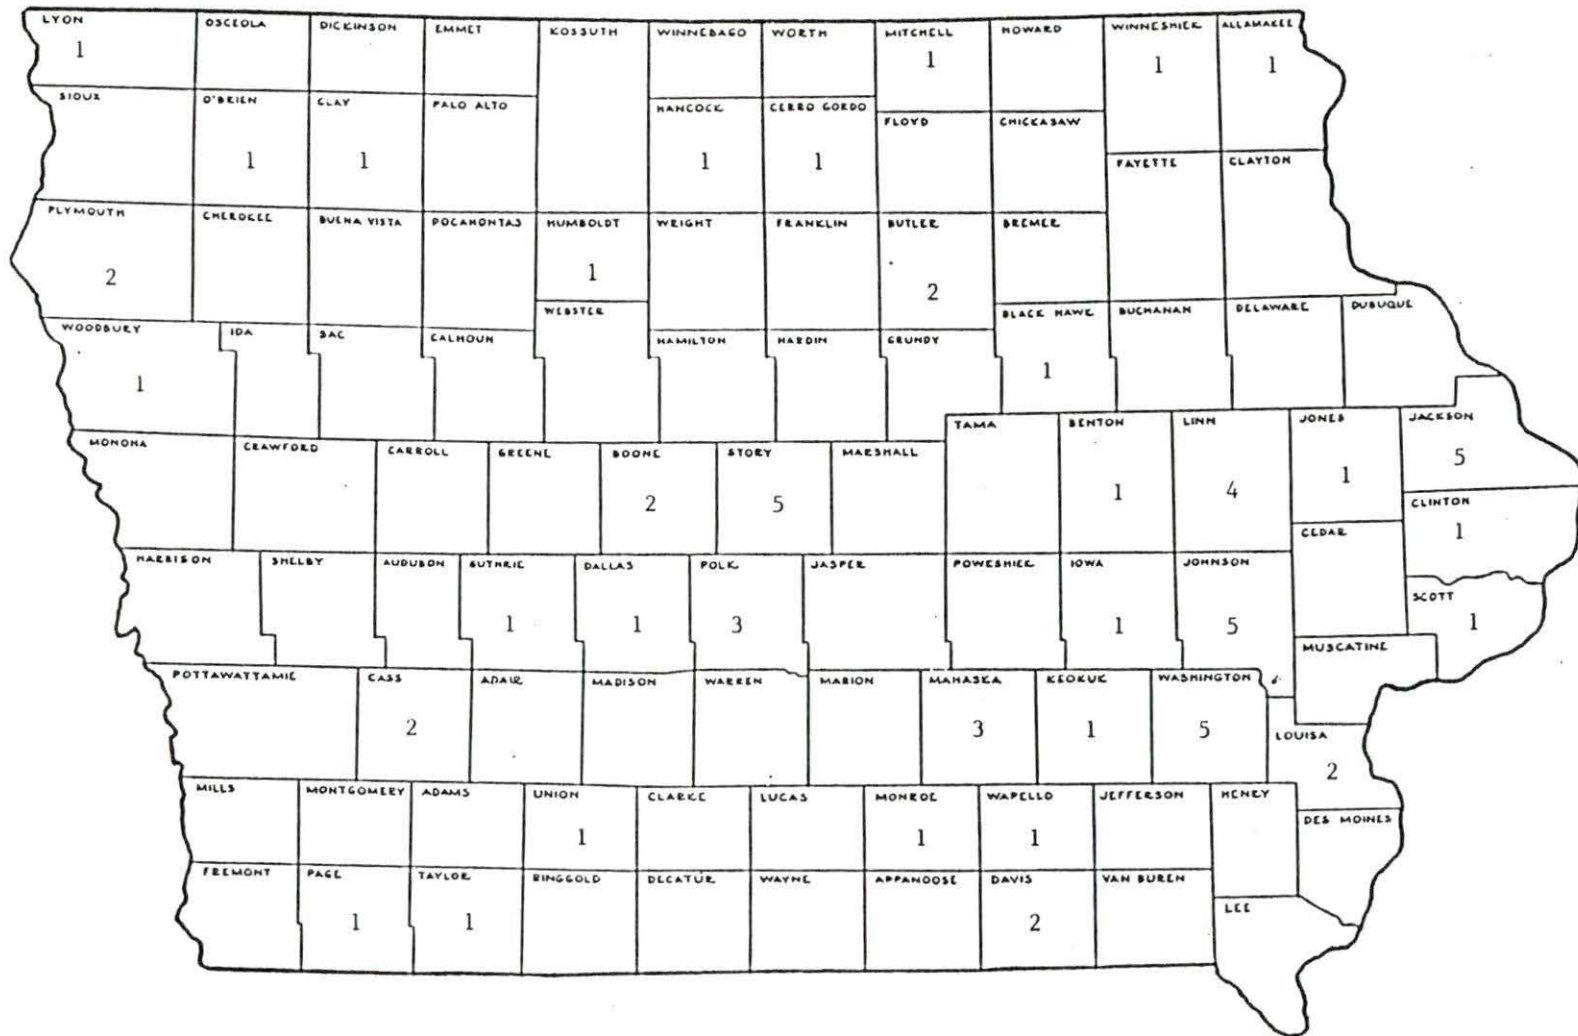 LYON
OSCEOLA
DICKINSON
EMMET
KOSSUTH
WINNEBAGO
WORTH
MITCHELL
HOWARD
WINNESHIEK
ALLAMAKEE
1
1
1
1
SIOUX
O'BRIEN
CLAY
PALO ALTO
HANCOCK
CERRO GORDO
FLOYD
CHICKASAW
1
1
1
1
FAYETTE
CLAYTON
PLYMOUTH
CHEROKEE
BUENA VISTA
POCAHONTAS
HUMBOLDT
WRIGHT
FRANKLIN
BUTLER
BREMER
2
1
2
WOODBURY
IDA
SAC
CALHOUN
WEBSTER
HAMILTON
HARDIN
GRUNDY
BLACK HAWK
BUCHANAN
DELAWARE
DUBUQUE
1
1
MONONA
CRAWFORD
CARROLL
GREENE
BOONE
STORY
MARSHALL
TAMA
BENTON
LINN
JONES
JACKSON
2
5
1
4
1
5
CLINTON
1
HARRISON
SHELBY
AUDUBON
GUTHRIE
DALLAS
POLK
JASPER
POWESHIEK
IOWA
JOHNSON
CEDAR
SCOTT
1
1
3
1
5
1
MUSCATINE
POTTAWATTAMIE
CASS
ADAIR
MADISON
WARREN
MARION
MAHASKA
KEOKUK
WASHINGTON
LOUISA
2
3
1
5
2
MILLS
MONTGOMERY
ADAMS
UNION
CLARKE
LUCAS
MONROE
WAPELLO
JEFFERSON
HENRY
DES MOINES
1
1
1
FREMONT
PAGE
TAYLOR
RINGGOLD
DECATUR
WAYNE
APPANOOSE
DAVIS
VAN BUREN
LEE
1
1
2